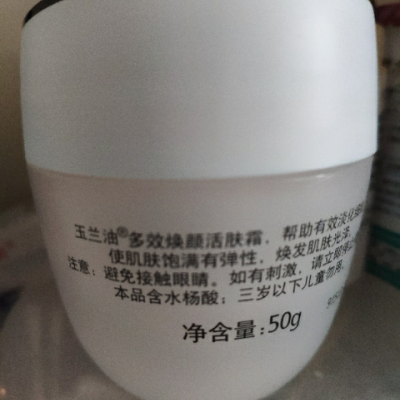 玉兰油®多效焕颜活肤霜，帮助有效淡化
使肌肤饱满有弹性，焕发肌肤光泽。
注意：避免接触眼睛。如有刺激，请立即停
本品含水杨酸；三岁以下儿童勿用。
净含量:50g